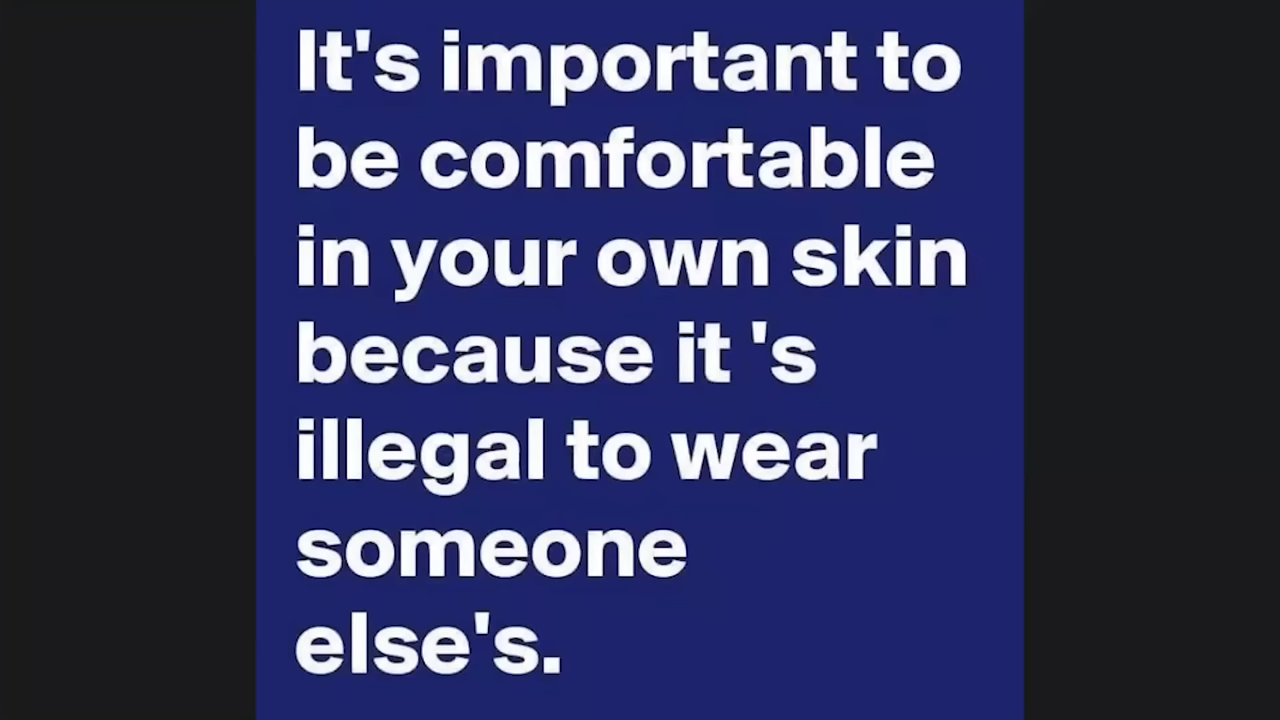 It's important to
be comfortable
in your own skin
because it 's
illegal to wear
someone
else's.